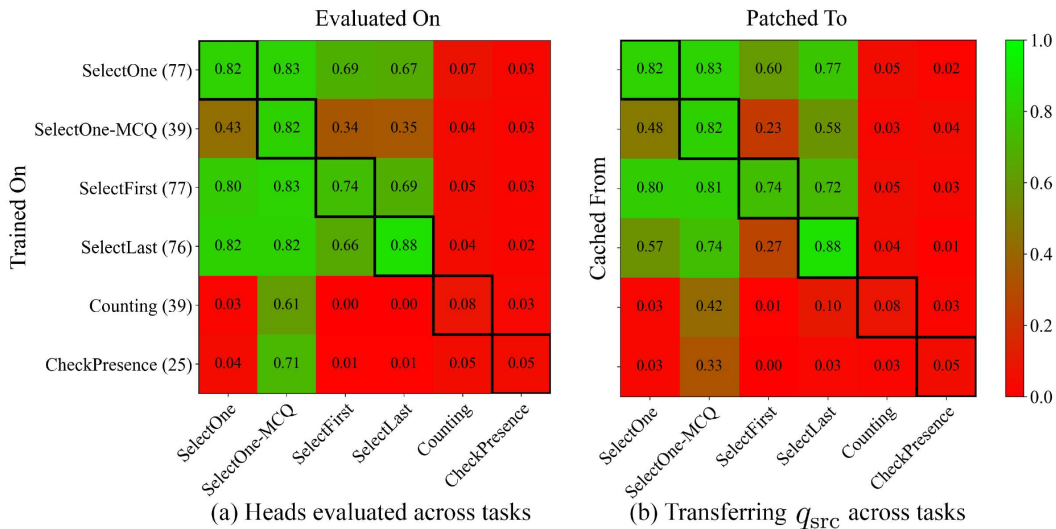 Evaluated On
Patched To
Trained On
SelectOne (77) 0.82 0.83 0.69 0.67 0.07 0.03
SelectOne-MCQ (39) 0.43 0.82 0.34 0.35 0.04 0.03
SelectFirst (77) 0.80 0.83 0.74 0.69 0.05 0.03
SelectLast (76) 0.82 0.82 0.66 0.88 0.04 0.02
Counting (39) 0.03 0.61 0.00 0.00 0.08 0.03
CheckPresence (25) 0.04 0.71 0.01 0.01 0.05 0.05
SelectOne
SelectOne-MCQ
SelectFirst
SelectLast
Counting
CheckPresence
(a) Heads evaluated across tasks
Cached From
0.82 0.83 0.60 0.77 0.05 0.02
0.48 0.82 0.23 0.58 0.03 0.04
0.80 0.81 0.74 0.72 0.05 0.03
0.57 0.74 0.27 0.88 0.04 0.01
0.03 0.42 0.01 0.10 0.08 0.03
0.03 0.33 0.00 0.03 0.03 0.05
SelectOne
SelectOne-MCQ
SelectFirst
SelectLast
Counting
CheckPresence
(b) Transferring q_src across tasks
1.0
0.8
0.6
0.4
0.2
0.0